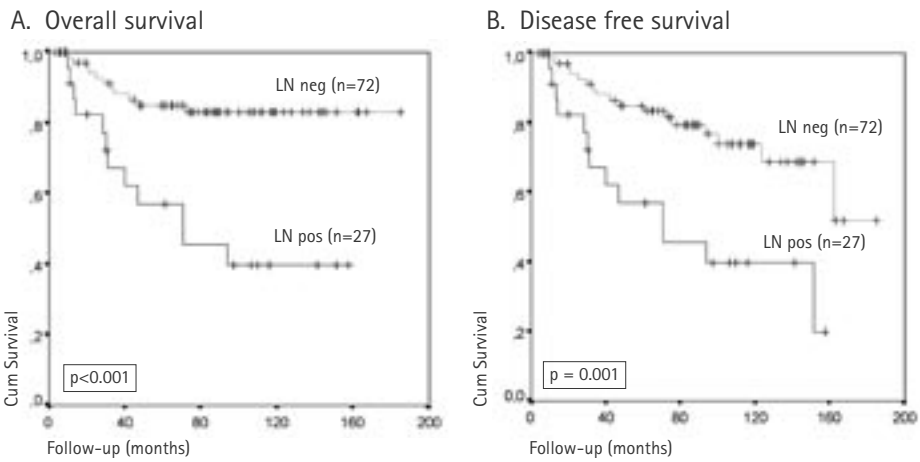 A. Overall survival
1,0
,8
,6
,4
,2
,0
Cum Survival
LN neg (n=72)
LN pos (n=27)
p<0.001
0 40 80 120 160 200
Follow-up (months)
B. Disease free survival
1,0
,8
,6
,4
,2
0,0
Cum Survival
LN neg (n=72)
LN pos (n=27)
p = 0.001
0 40 80 120 160 200
Follow-up (months)